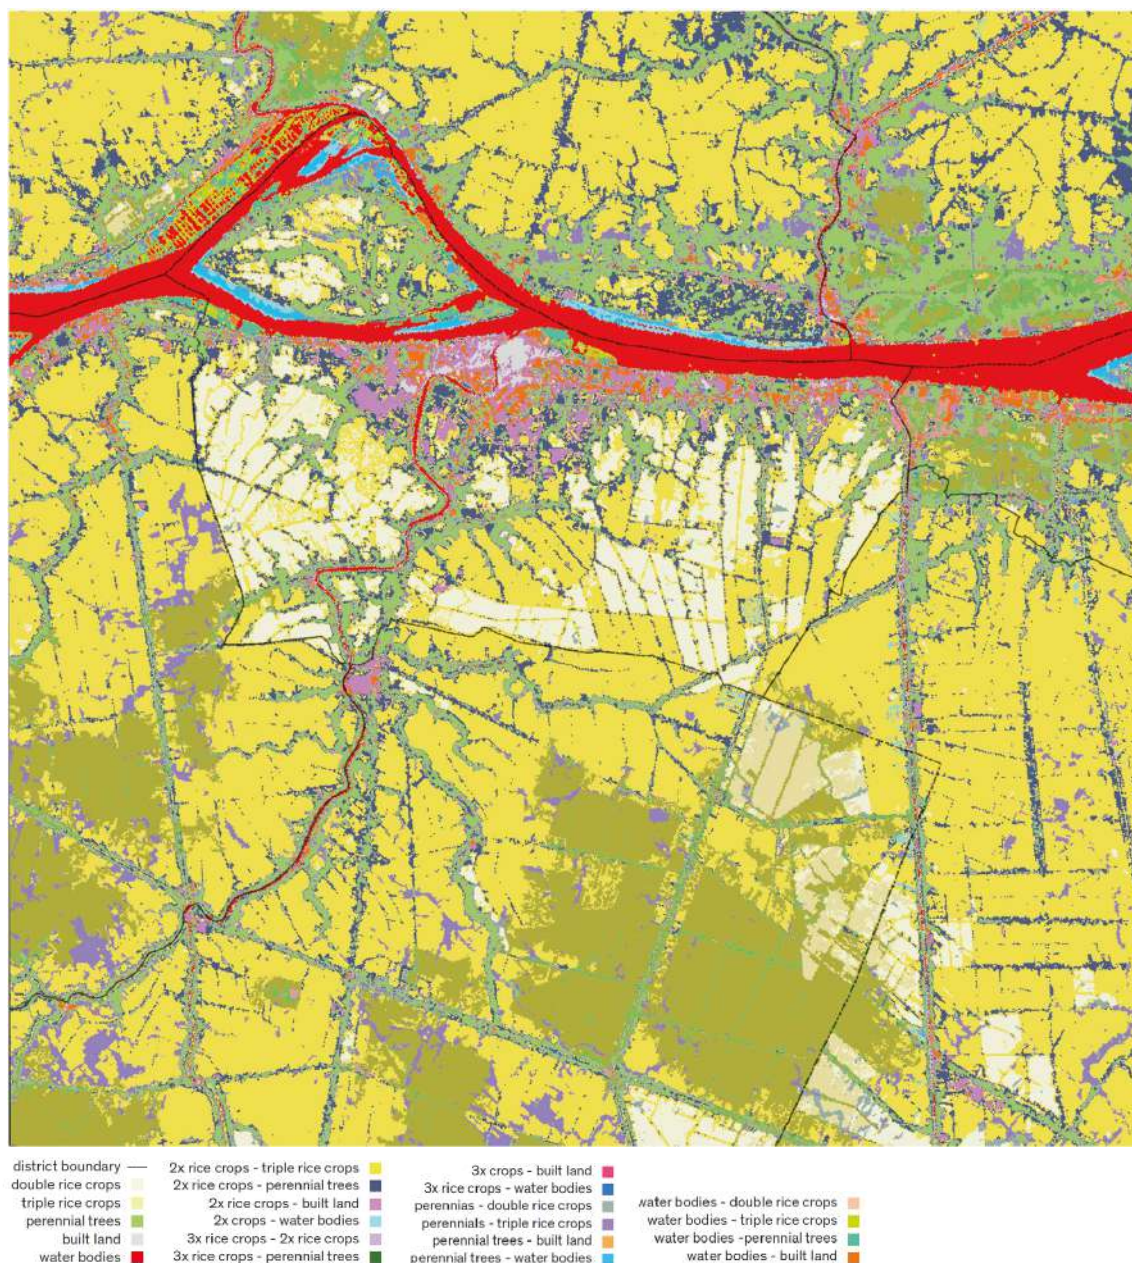 district boundary
double rice crops
triple rice crops
perennial trees
built land
water bodies
2x rice crops - triple rice crops
2x rice crops - perennial trees
2x rice crops - built land
2x crops - water bodies
3x rice crops - 2x rice crops
3x rice crops - perennial trees
3x crops - built land
3x rice crops - water bodies
perennias - double rice crops
perennials - triple rice crops
perennial trees - built land
perennial trees - water bodies
water bodies - double rice crops
water bodies - triple rice crops
water bodies -perennial trees
water bodies - built land